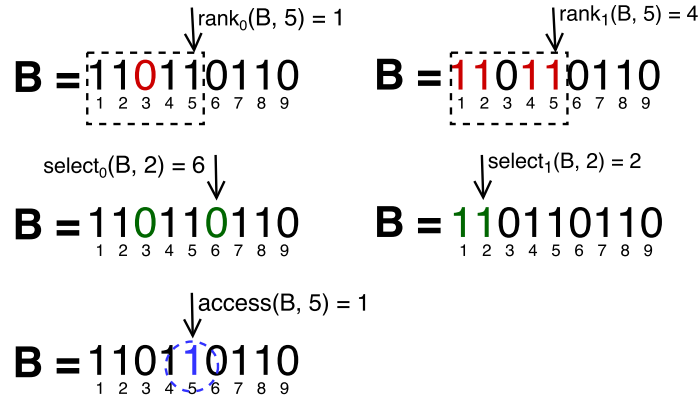 rank₀(B, 5) = 1
B = 110110110
1 2 3 4 5 6 7 8 9
rank₁(B, 5) = 4
B = 110110110
1 2 3 4 5 6 7 8 9
select₀(B, 2) = 6
B = 110110110
1 2 3 4 5 6 7 8 9
select₁(B, 2) = 2
B = 110110110
1 2 3 4 5 6 7 8 9
access(B, 5) = 1
B = 110110110
1 2 3 4 5 6 7 8 9